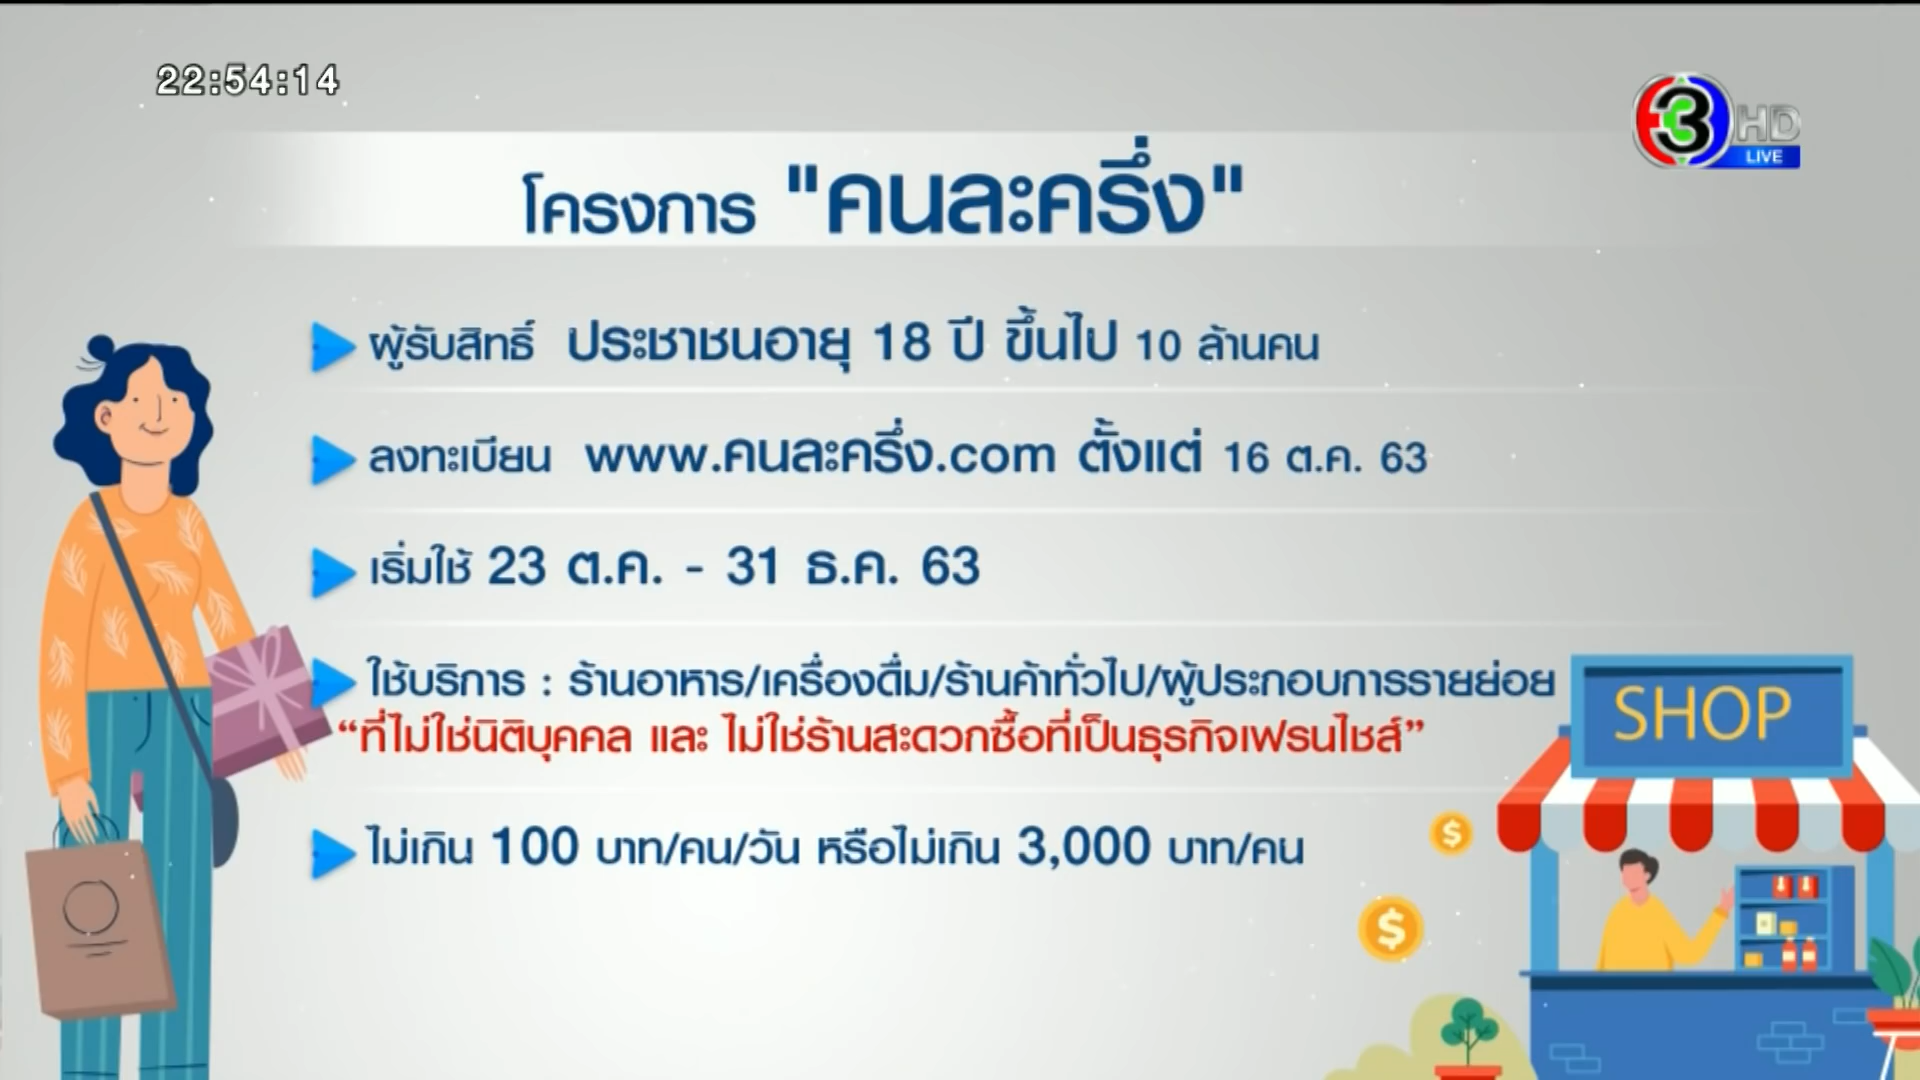 22:54:14
3 HD
LIVE
โครงการ "คนละครึ่ง"
ผู้รับสิทธิ์ ประชาชนอายุ 18 ปี ขึ้นไป 10 ล้านคน
ลงทะเบียน www.คนละครึ่ง.com ตั้งแต่ 16 ต.ค. 63
เริ่มใช้ 23 ต.ค. - 31 ธ.ค. 63
ใช้บริการ : ร้านอาหาร/เครื่องดื่ม/ร้านค้าทั่วไป/ผู้ประกอบการรายย่อย
“ที่ไม่ใช่นิติบุคคล และ ไม่ใช่ร้านสะดวกซื้อที่เป็นธุรกิจเฟรนไชส์”
SHOP
ไม่เกิน 100 บาท/คน/วัน หรือไม่เกิน 3,000 บาท/คน
$
$